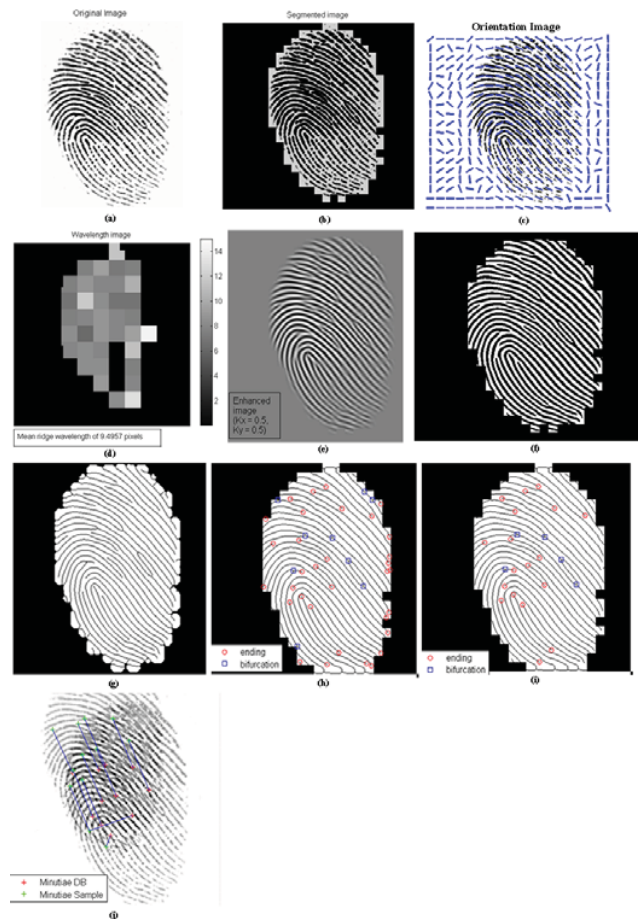 Original Image
Segmented image
Orientation Image
(a)
(b)
(c)
Wavelength image
14
12
10
8
6
4
2
Mean ridge wavelength of 9.4957 pixels
Enhanced
image
(Kx = 0.5,
Ky = 0.5)
(d)
(e)
(f)
ending
bifurcation
ending
bifurcation
(g)
(h)
(i)
Minutiae DB
Minutiae Sample
(j)